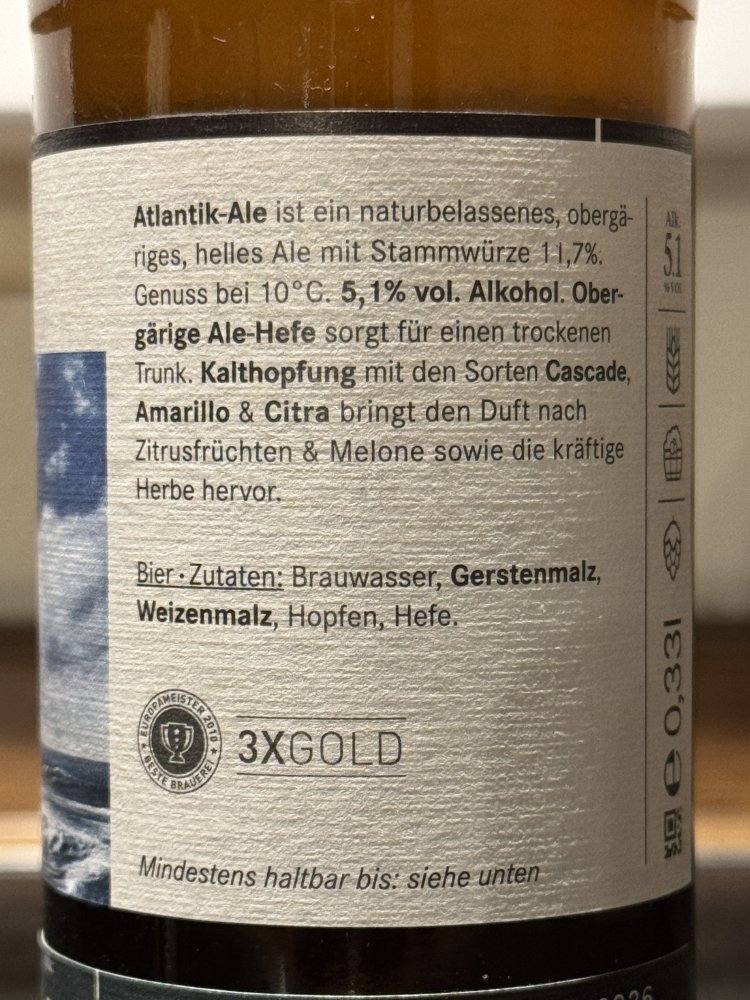 Atlantik-Ale ist ein naturbelassenes, obergä-
riges, helles Ale mit Stammwürze 11,7%.
Genuss bei 10°C. 5,1% vol. Alkohol. Ober-
gärige Ale-Hefe sorgt für einen trockenen
Trunk. Kalthopfung mit den Sorten Cascade,
Amarillo & Citra bringt den Duft nach
Zitrusfrüchten & Melone sowie die kräftige
Herbe hervor.
Bier·Zutaten: Brauwasser, Gerstenmalz,
Weizenmalz, Hopfen, Hefe.
EUROPAMEISTER 2010
★ BESTE BRAUEREI ★
3XGOLD
Mindestens haltbar bis: siehe unten
Alk.
5,1
% VOL
℮ 0,33l